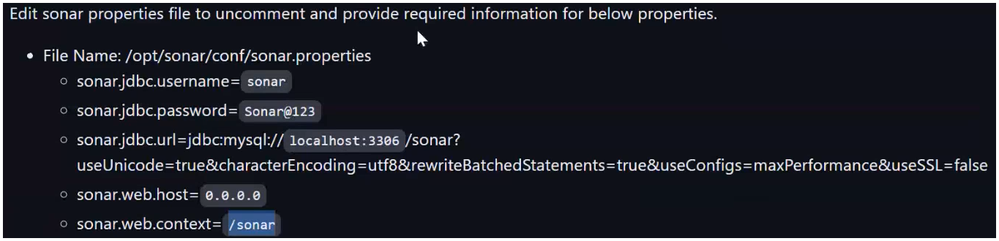 Edit sonar properties file to uncomment and provide required information for below properties.
• File Name: /opt/sonar/conf/sonar.properties
○ sonar.jdbc.username= sonar
○ sonar.jdbc.password= Sonar@123
○ sonar.jdbc.url=jdbc:mysql:// localhost:3306 /sonar?
useUnicode=true&characterEncoding=utf8&rewriteBatchedStatements=true&useConfigs=maxPerformance&useSSL=false
○ sonar.web.host= 0.0.0.0
○ sonar.web.context= /sonar